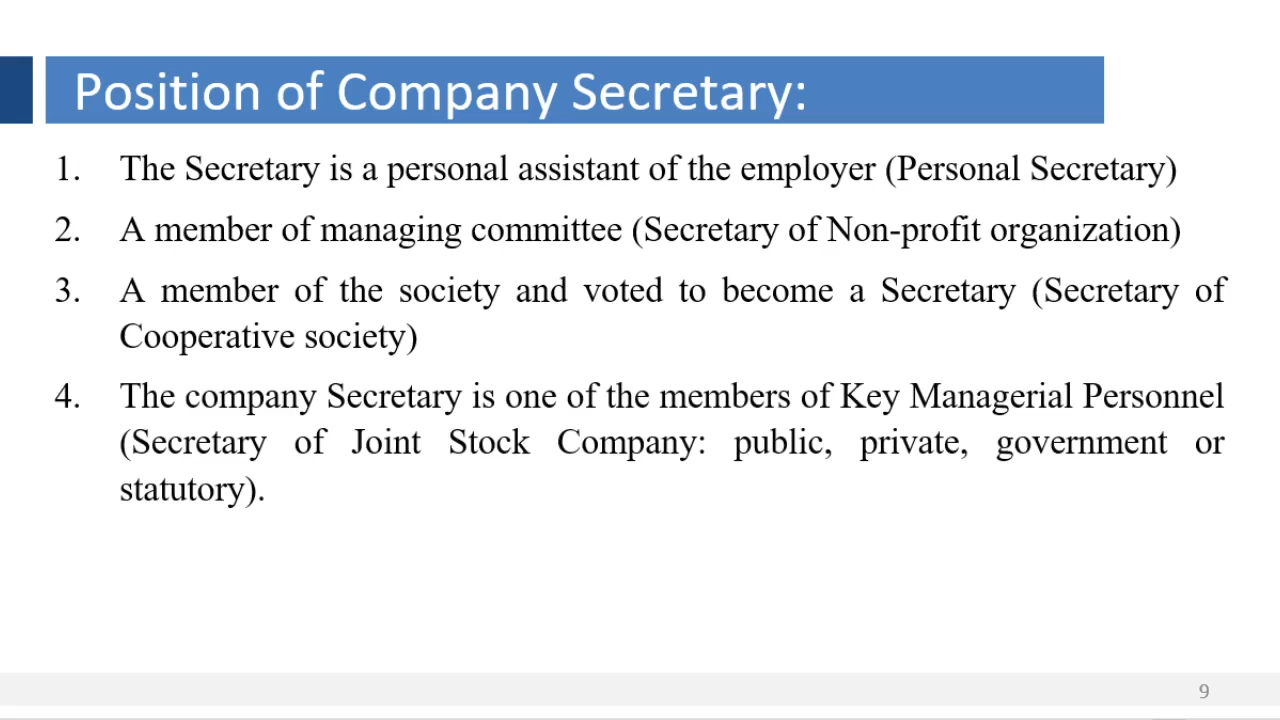 Position of Company Secretary:
1. The Secretary is a personal assistant of the employer (Personal Secretary)
2. A member of managing committee (Secretary of Non-profit organization)
3. A member of the society and voted to become a Secretary (Secretary of
Cooperative society)
4. The company Secretary is one of the members of Key Managerial Personnel
(Secretary of Joint Stock Company: public, private, government or
statutory).
9